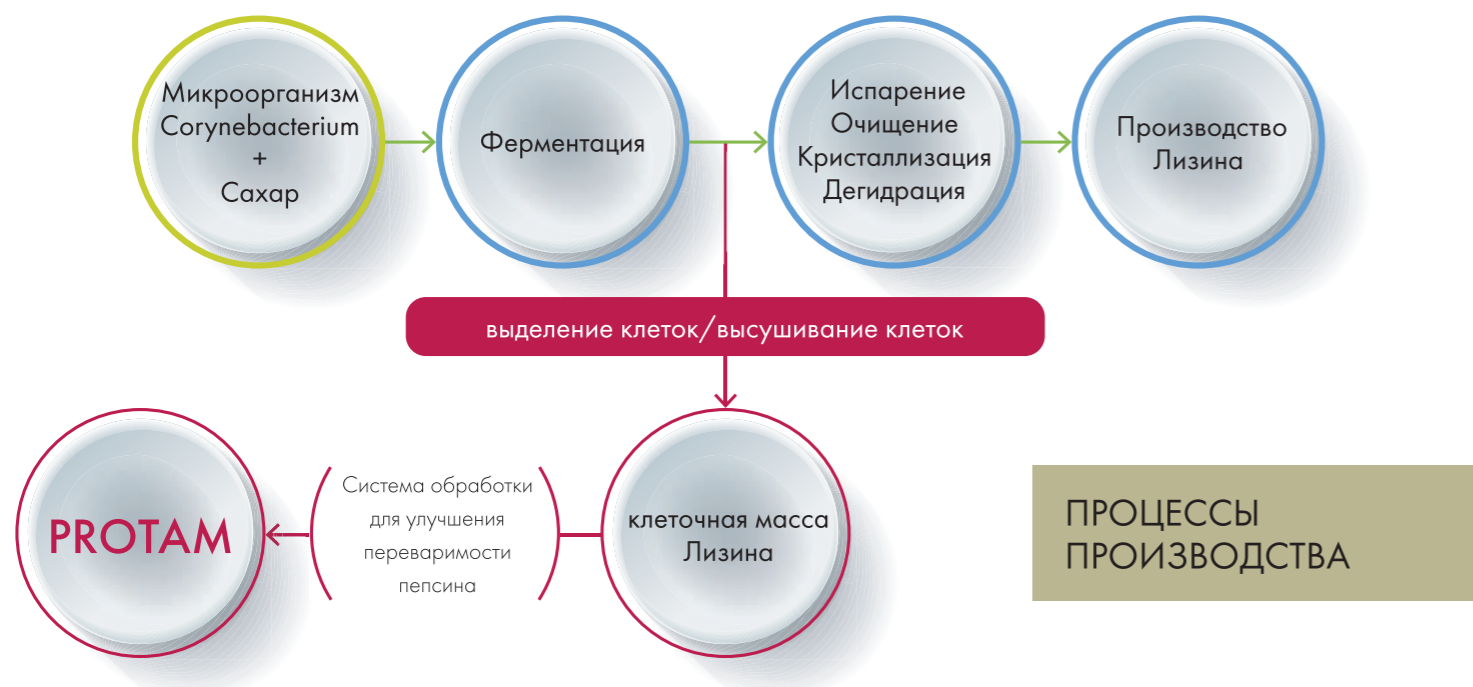 Микроорганизм
Corynebacterium
+
Сахар
Ферментация
Испарение
Очищение
Кристаллизация
Дегидрация
Производство
Лизина
выделение клеток/высушивание клеток
PROTAM
Система обработки
для улучшения
переваримости
пепсина
клеточная масса
Лизина
ПРОЦЕССЫ
ПРОИЗВОДСТВА